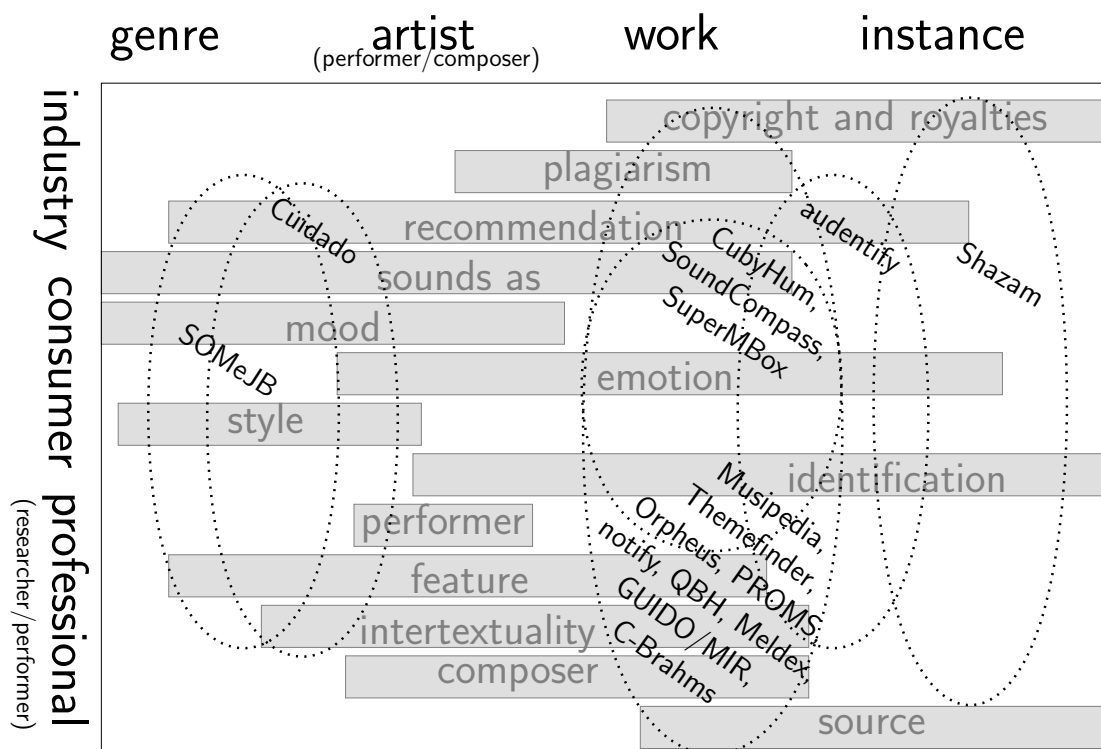 genre
artist
(performer/composer)
work
instance
industry
consumer
professional
(researcher/performer)
copyright and royalties
plagiarism
recommendation
sounds as
mood
emotion
style
identification
performer
feature
intertextuality
composer
source
Cuidado
SOMeJB
audentify
Shazam
CubyHum,
SoundCompass,
SuperMBox
Musipedia,
Themefinder,
Orpheus, PROMS,
notify, QBH, Meldex,
GUIDO/MIR,
C-Brahms